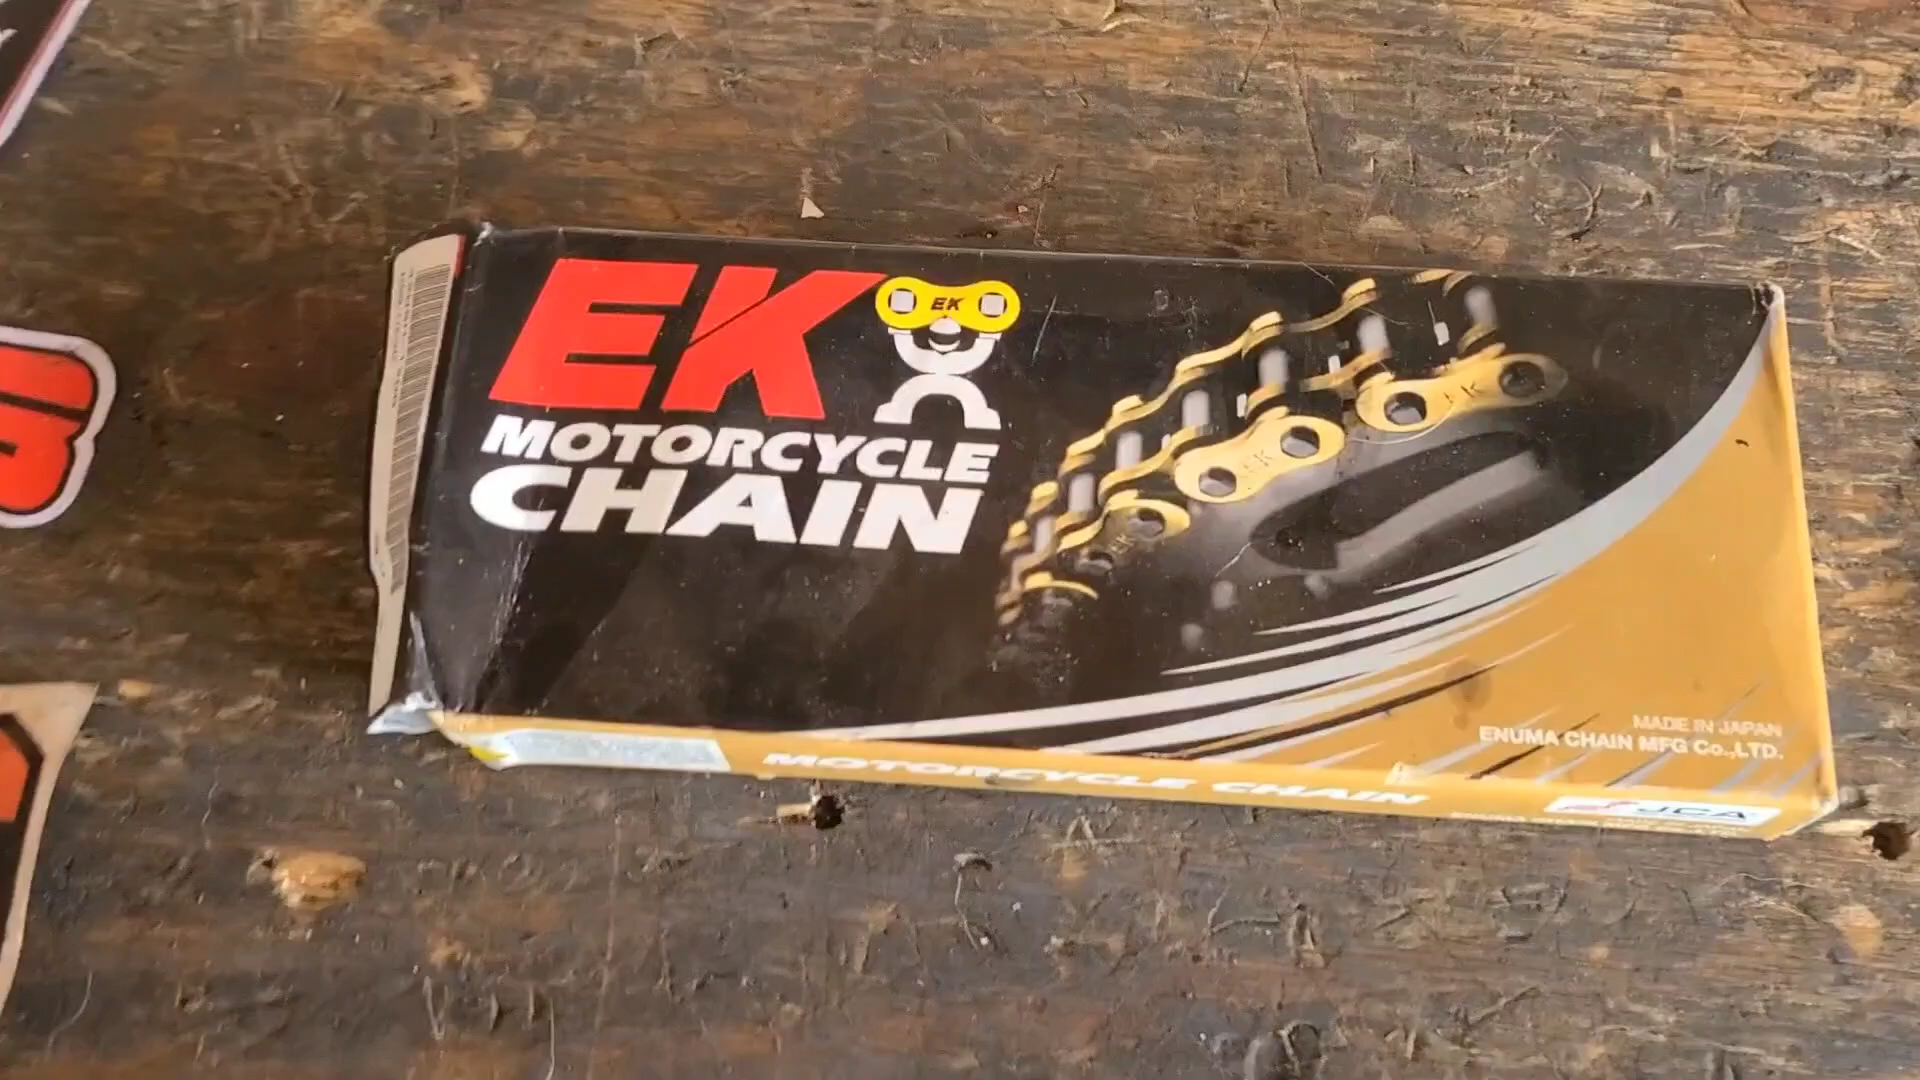 EK
EK
MOTORCYCLE
CHAIN
MADE IN JAPAN
ENUMA CHAIN MFG Co.,LTD.
MOTORCYCLE CHAIN
JCA